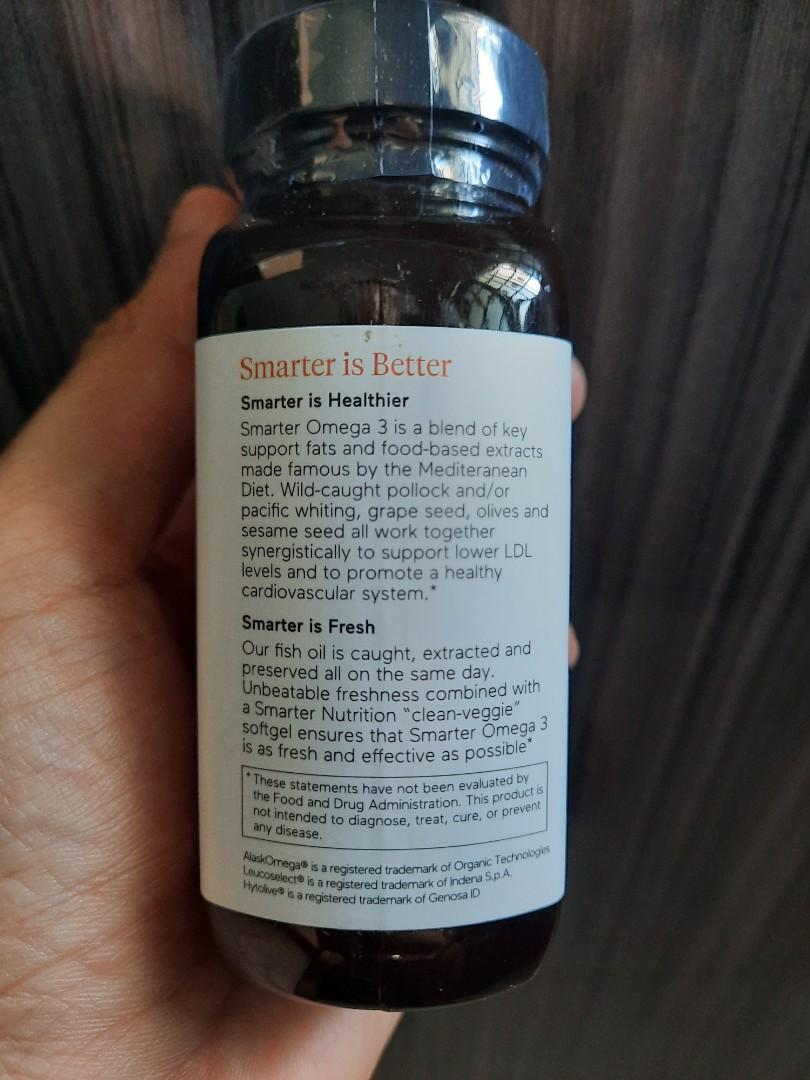 Smarter is Better
Smarter is Healthier
Smarter Omega 3 is a blend of key
support fats and food-based extracts
made famous by the Mediteranean
Diet. Wild-caught pollock and/or
pacific whiting, grape seed, olives and
sesame seed all work together
synergistically to support lower LDL
levels and to promote a healthy
cardiovascular system.*
Smarter is Fresh
Our fish oil is caught, extracted and
preserved all on the same day.
Unbeatable freshness combined with
a Smarter Nutrition “clean-veggie”
softgel ensures that Smarter Omega 3
is as fresh and effective as possible*
*These statements have not been evaluated by
the Food and Drug Administration. This product is
not intended to diagnose, treat, cure, or prevent
any disease.
AlaskOmega® is a registered trademark of Organic Technologies
Leucoselect® is a registered trademark of Indena S.p.A.
Hytolive® is a registered trademark of Genosa ID